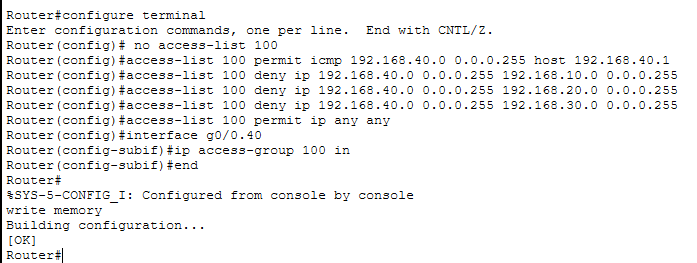 Router#configure terminal
Enter configuration commands, one per line.  End with CNTL/Z.
Router(config)# no access-list 100
Router(config)#access-list 100 permit icmp 192.168.40.0 0.0.0.255 host 192.168.40.1
Router(config)#access-list 100 deny ip 192.168.40.0 0.0.0.255 192.168.10.0 0.0.0.255
Router(config)#access-list 100 deny ip 192.168.40.0 0.0.0.255 192.168.20.0 0.0.0.255
Router(config)#access-list 100 deny ip 192.168.40.0 0.0.0.255 192.168.30.0 0.0.0.255
Router(config)#access-list 100 permit ip any any
Router(config)#interface g0/0.40
Router(config-subif)#ip access-group 100 in
Router(config-subif)#end
Router#
%SYS-5-CONFIG_I: Configured from console by console
write memory
Building configuration...
[OK]
Router#